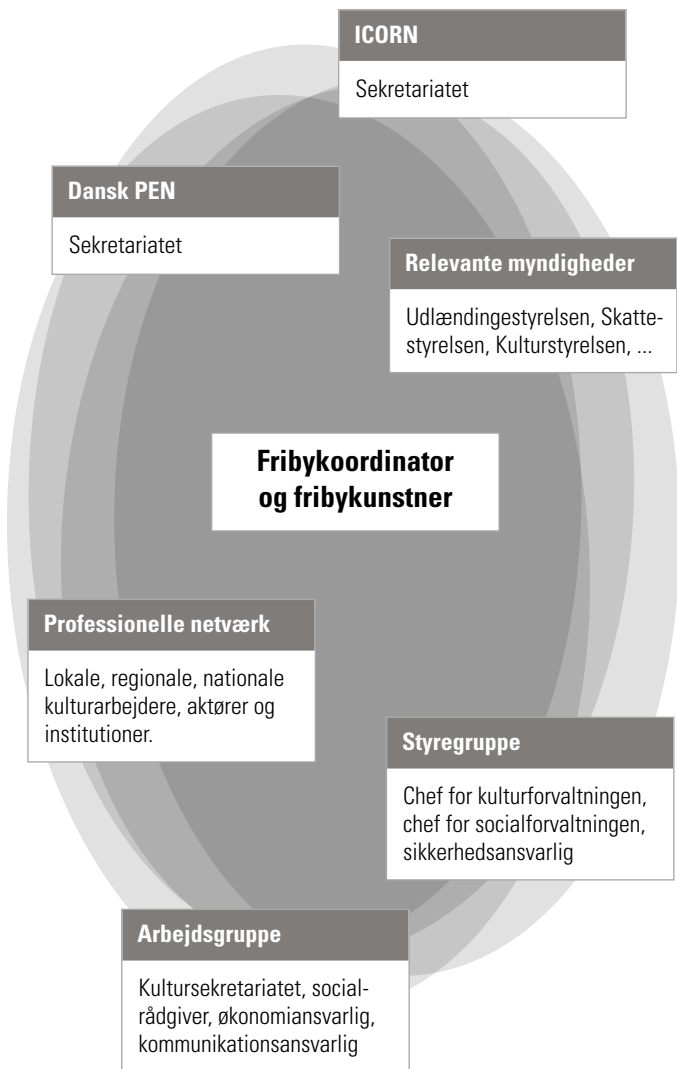 ICORN
Sekretariatet
Dansk PEN
Sekretariatet
Relevante myndigheder
Udlændingestyrelsen, Skatte-
styrelsen, Kulturstyrelsen, ...
Fribykoordinator
og fribykunstner
Professionelle netværk
Lokale, regionale, nationale
kulturarbejdere, aktører og
institutioner.
Styregruppe
Chef for kulturforvaltningen,
chef for socialforvaltningen,
sikkerhedsansvarlig
Arbejdsgruppe
Kultursekretariatet, social-
rådgiver, økonomiansvarlig,
kommunikationsansvarlig